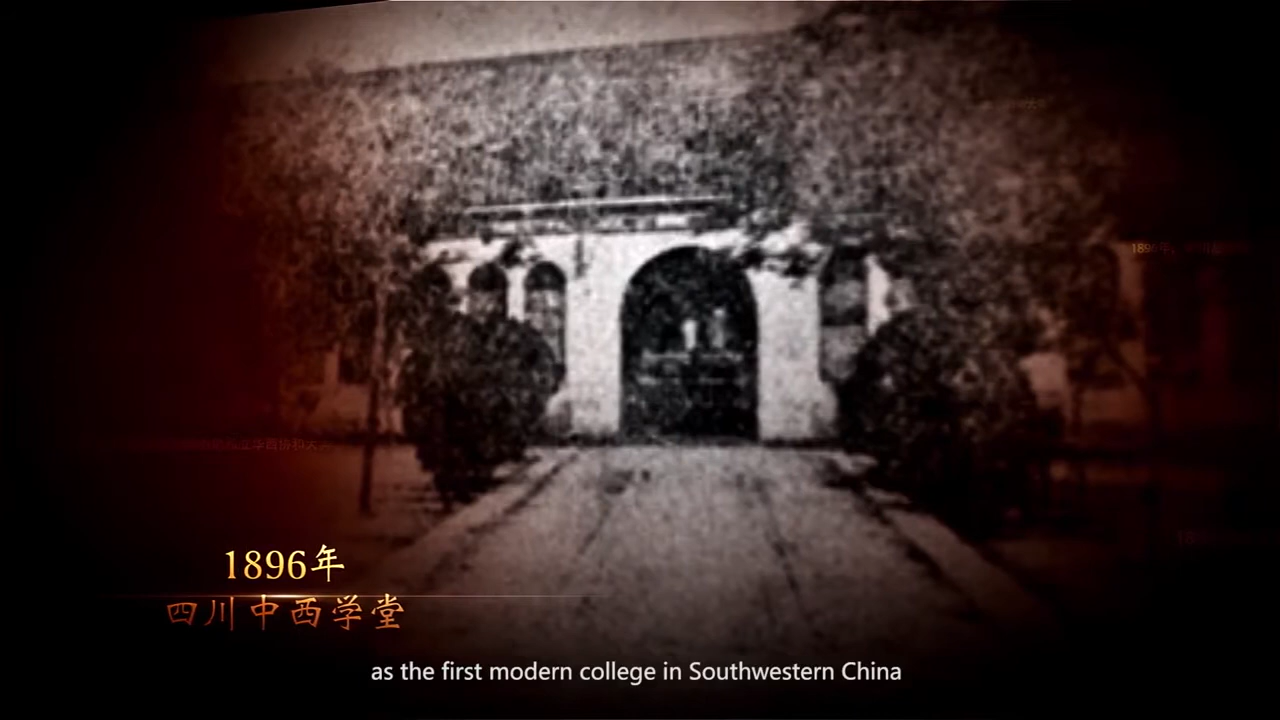 1896年
四川中西学堂
as the first modern college in Southwestern China